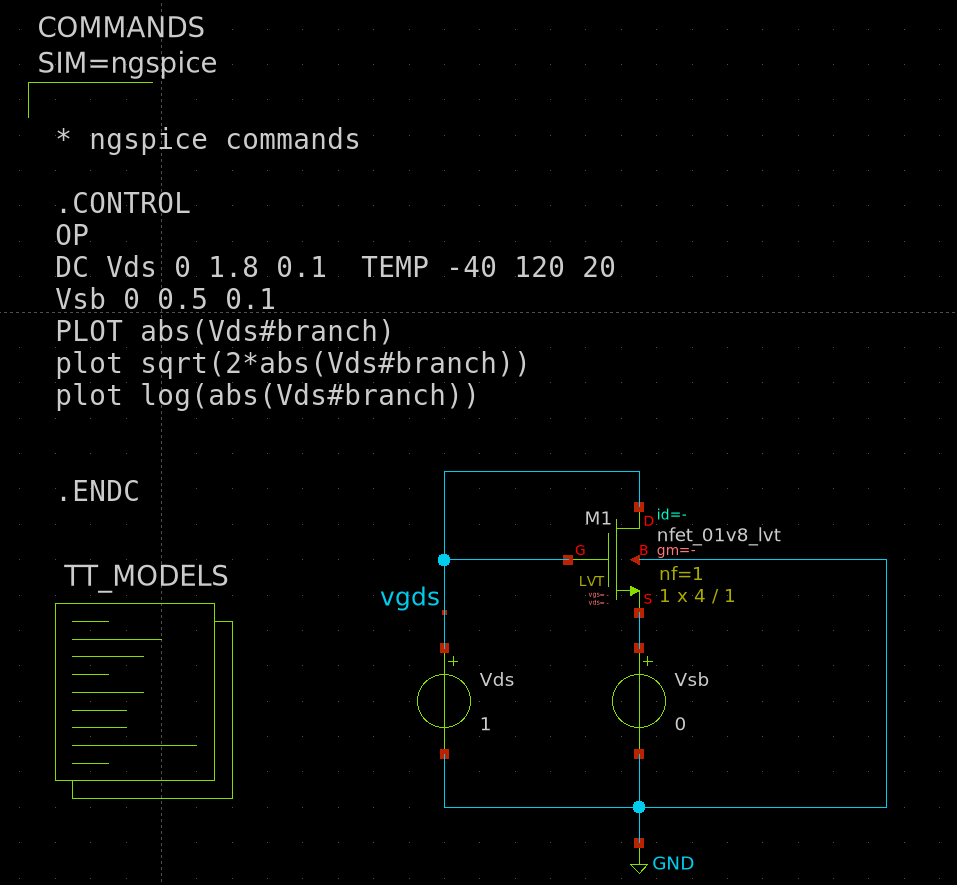 COMMANDS
SIM=ngspice
* ngspice commands
.CONTROL
OP
DC Vds 0 1.8 0.1  TEMP -40 120 20
Vsb 0 0.5 0.1
PLOT abs(Vds#branch)
plot sqrt(2*abs(Vds#branch))
plot log(abs(Vds#branch))
.ENDC
TT_MODELS
M1
D
id=-
nfet_01v8_lvt
G
B
gm=-
LVT
nf=1
vgs=-
vds=-
S
1 x 4 / 1
vgds
+
Vds
1
+
Vsb
0
GND